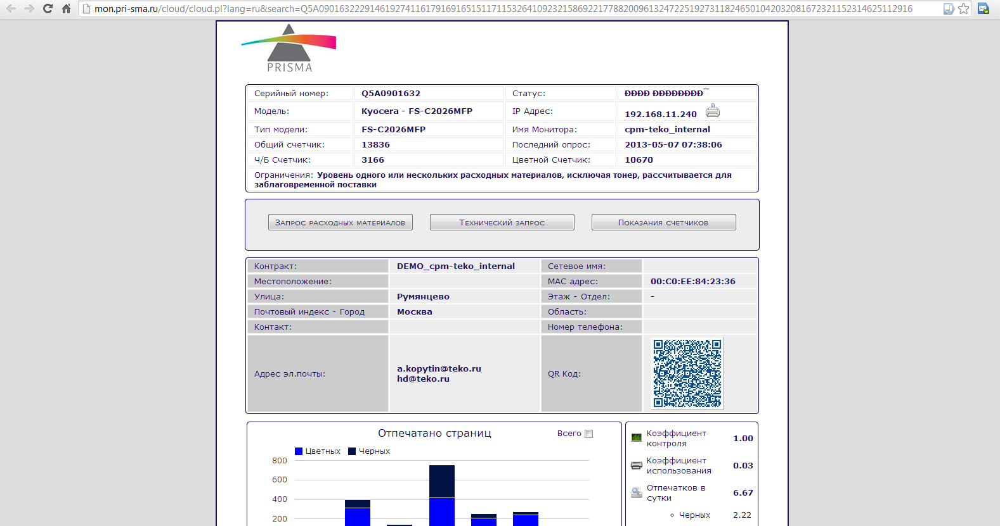 mon.pri-sma.ru/cloud/cloud.pl?lang=ru&search=Q5A09016322291461927411617916916515117115326410923215869221778820096132472251927311824650104203208167232115231462511 2916
PRISMA
Серийный номер: Q5A0901632 Статус: ÐÐÐÐ ÐÐÐÐÐÐÐÐ¯
Модель: Kyocera - FS-C2026MFP IP Адрес: 192.168.11.240
Тип модели: FS-C2026MFP Имя Монитора: cpm-teko_internal
Общий счетчик: 13836 Последний опрос: 2013-05-07 07:38:06
Ч/Б Счетчик: 3166 Цветной Счетчик: 10670
Ограничения: Уровень одного или нескольких расходных материалов, исключая тонер, рассчитывается для
заблаговременной поставки
Запрос расходных материалов Технический запрос Показания счетчиков
Контракт: DEMO_cpm-teko_internal Сетевое имя:
Местоположение: MAC адрес: 00:C0:EE:84:23:36
Улица: Румянцево Этаж - Отдел: -
Почтовый индекс - Город Москва Область:
Контакт: Номер телефона:
Адрес эл.почты: a.kopytin@teko.ru
hd@teko.ru
QR Код:
Отпечатано страниц Всего
Цветных Черных
800
600
400
200
Коэффициент
контроля 1.00
Коэффициент
использования 0.03
Отпечатков в
сутки 6.67
Черных 2.22